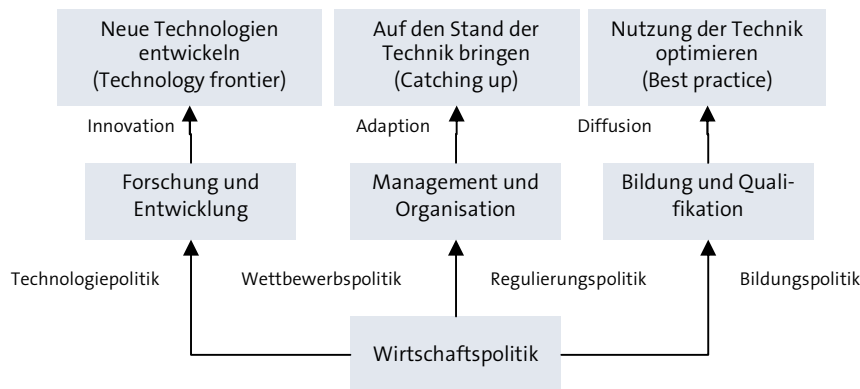 Neue Technologien
entwickeln
(Technology frontier)
Auf den Stand der
Technik bringen
(Catching up)
Nutzung der Technik
optimieren
(Best practice)
Innovation
Adaption
Diffusion
Forschung und
Entwicklung
Management und
Organisation
Bildung und Quali-
fikation
Technologiepolitik
Wettbewerbspolitik
Regulierungspolitik
Bildungspolitik
Wirtschaftspolitik